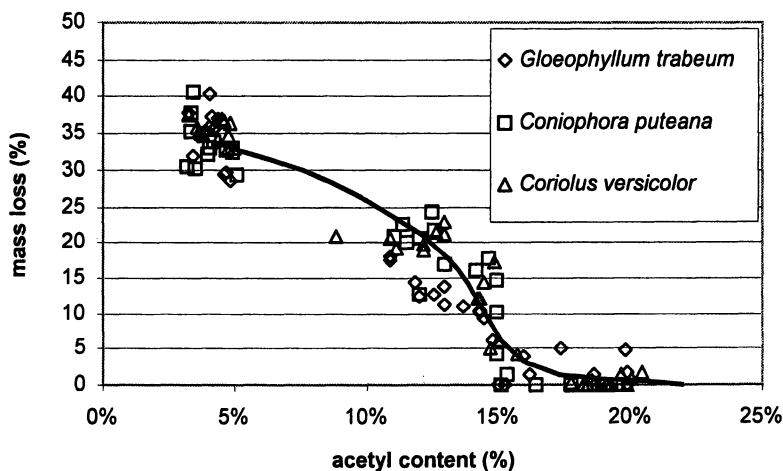 50
45
40
35
30
25
20
15
10
5
0
mass loss (%)
Gloeophyllum trabeum
Coniophora puteana
Coriolus versicolor
0% 5% 10% 15% 20% 25%
acetyl content (%)